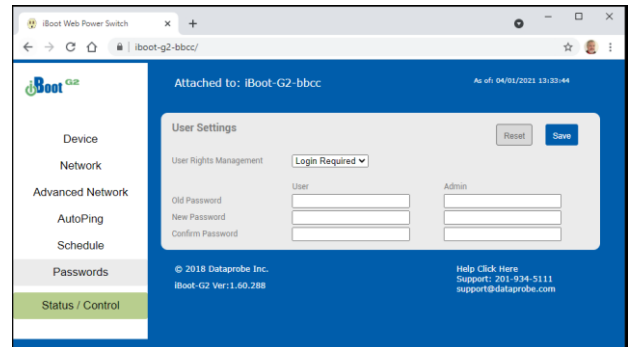 iBoot Web Power Switch
iboot-g2-bbcc/
iBoot G2
Attached to: iBoot-G2-bbcc
As of: 04/01/2021 13:33:44
Device
Network
Advanced Network
AutoPing
Schedule
Passwords
Status / Control
User Settings
Reset
Save
User Rights Management
Login Required
User
Admin
Old Password
New Password
Confirm Password
© 2018 Dataprobe Inc.
iBoot-G2 Ver:1.60.288
Help Click Here
Support: 201-934-5111
support@dataprobe.com